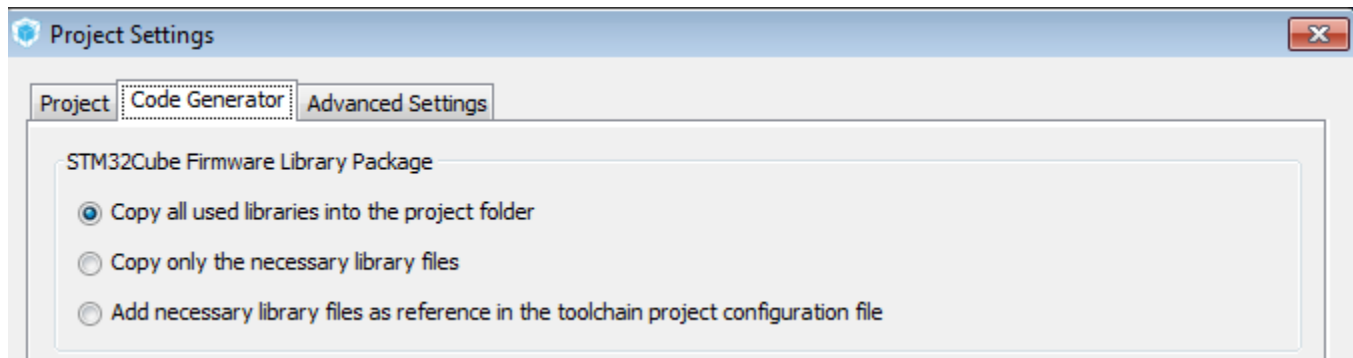 Project Settings
Project Code Generator Advanced Settings
STM32Cube Firmware Library Package
Copy all used libraries into the project folder
Copy only the necessary library files
Add necessary library files as reference in the toolchain project configuration file